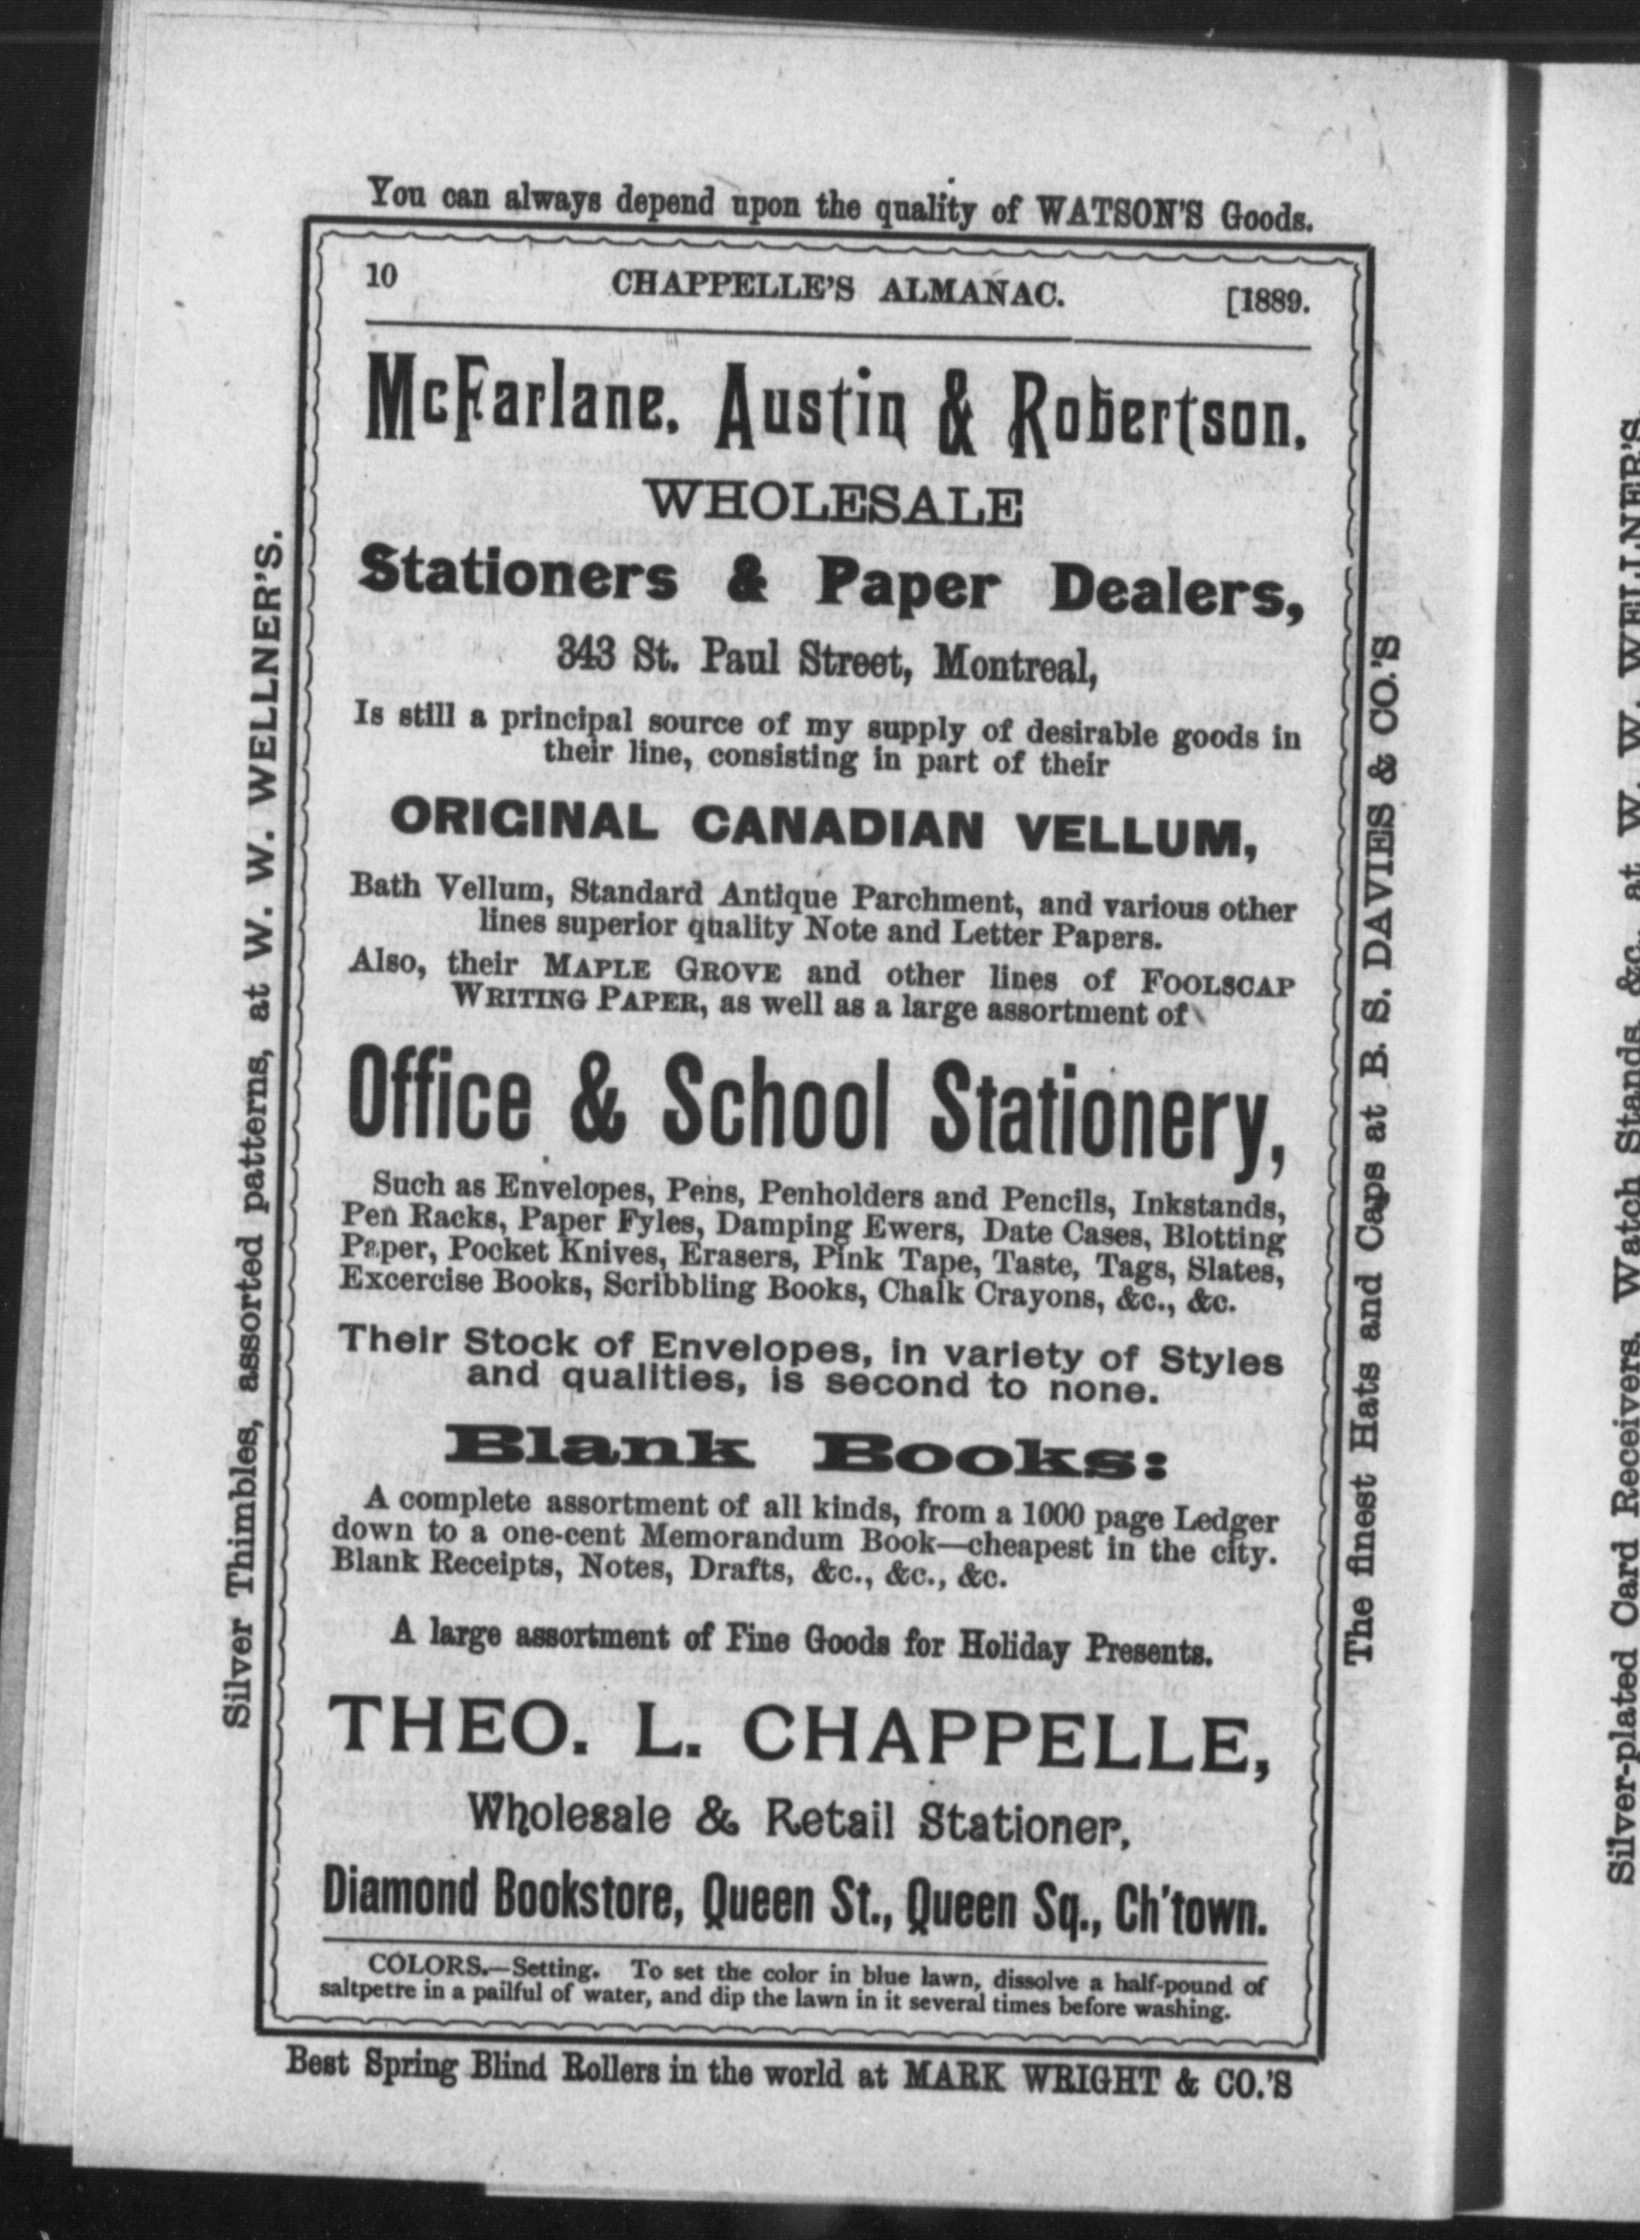 You can always depend upon the quality of WATSON'S Goods.
10 CHAPPELLE'S ALMANAC. [1889.
McFarlane, Austin & Robertson,
WHOLESALE
Stationers & Paper Dealers,
343 St. Paul Street, Montreal,
Is still a principal source of my supply of desirable goods in
their line, consisting in part of their
ORIGINAL CANADIAN VELLUM,
Bath Vellum, Standard Antique Parchment, and various other
lines superior quality Note and Letter Papers.
Also, their MAPLE GROVE and other lines of FOOLSCAP
WRITING PAPER, as well as a large assortment of
Office & School Stationery,
Such as Envelopes, Pens, Penholders and Pencils, Inkstands,
Pen Racks, Paper Fyles, Damping Ewers, Date Cases, Blotting
Paper, Pocket Knives, Erasers, Pink Tape, Taste, Tags, Slates,
Excercise Books, Scribbling Books, Chalk Crayons, &c., &c.
Their Stock of Envelopes, in variety of Styles
and qualities, is second to none.
Blank Books:
A complete assortment of all kinds, from a 1000 page Ledger
down to a one-cent Memorandum Book—cheapest in the city.
Blank Receipts, Notes, Drafts, &c., &c., &c.
A large assortment of Fine Goods for Holiday Presents.
THEO. L. CHAPPELLE,
Wholesale & Retail Stationer,
Diamond Bookstore, Queen St., Queen Sq., Ch'town.
COLORS.—Setting. To set the color in blue lawn, dissolve a half-pound of
saltpetre in a pailful of water, and dip the lawn in it several times before washing.
Best Spring Blind Rollers in the world at MARK WRIGHT & CO.'S
Silver Thimbles, assorted patterns, at W. W. WELLNER'S.
The finest Hats and Caps at B. S. DAVIES & CO.'S
Silver-plated Card Receivers, Watch Stands, &c., at W. W. WELLNER'S